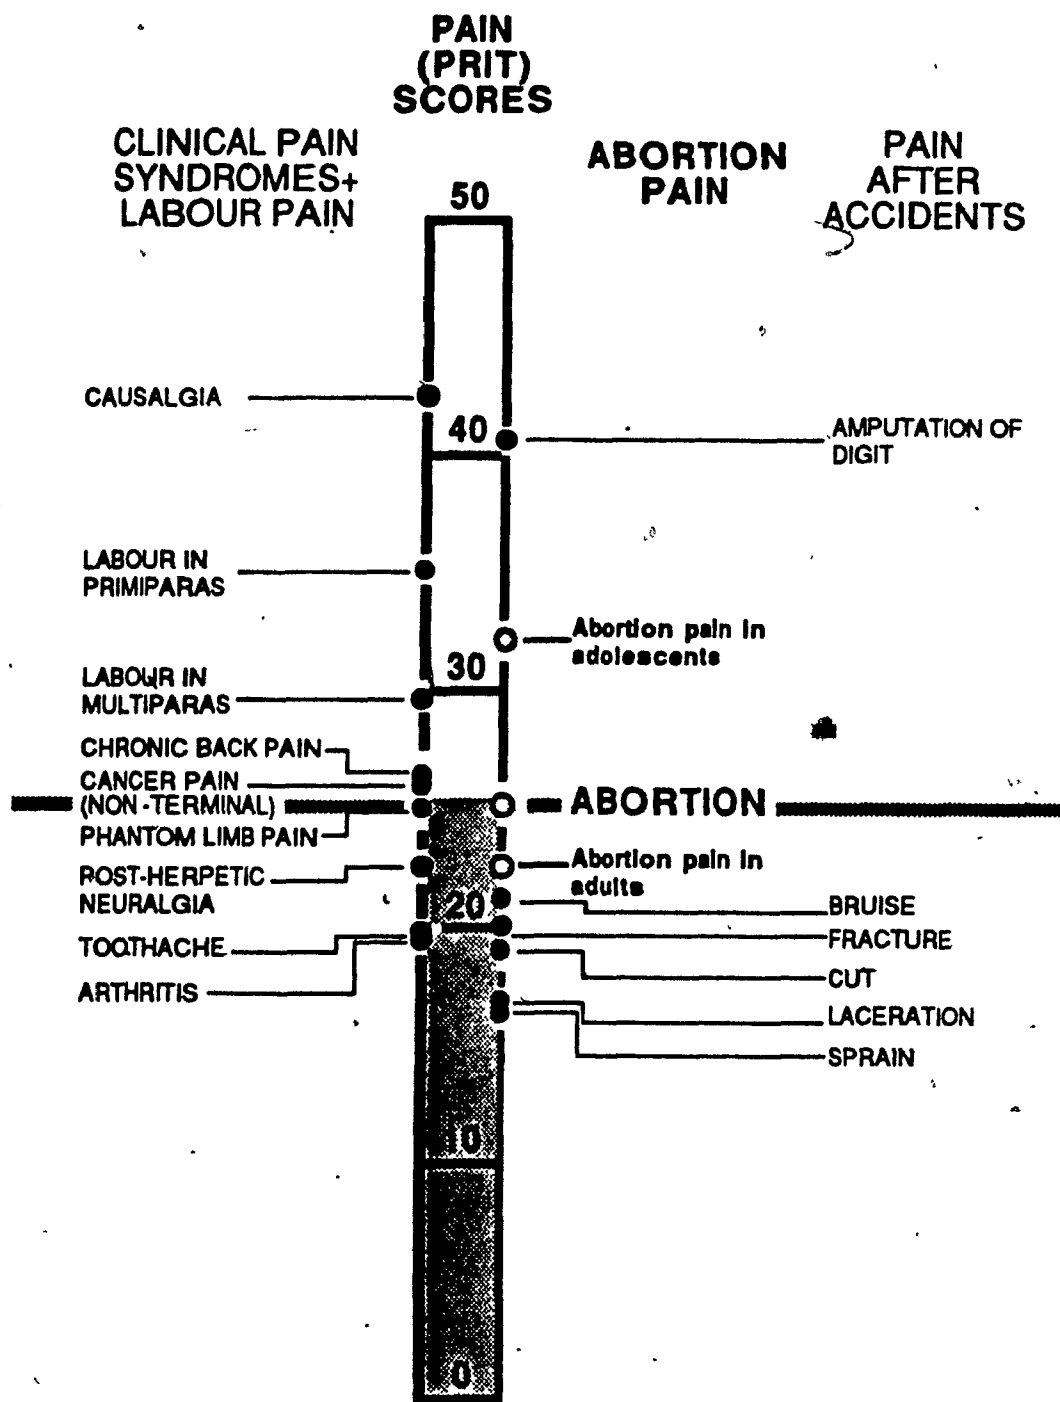 PAIN
(PRIT)
SCORES
CLINICAL PAIN
SYNDROMES+
LABOUR PAIN
ABORTION
PAIN
PAIN
AFTER
ACCIDENTS
50
CAUSALGIA
40
AMPUTATION OF
DIGIT
LABOUR IN
PRIMIPARAS
Abortion pain in
adolescents
30
LABOUR IN
MULTIPARAS
CHRONIC BACK PAIN
CANCER PAIN
(NON-TERMINAL)
ABORTION
PHANTOM LIMB PAIN
POST-HERPETIC
NEURALGIA
Abortion pain in
adults
20
BRUISE
FRACTURE
TOOTHACHE
CUT
ARTHRITIS
LACERATION
SPRAIN
10
0